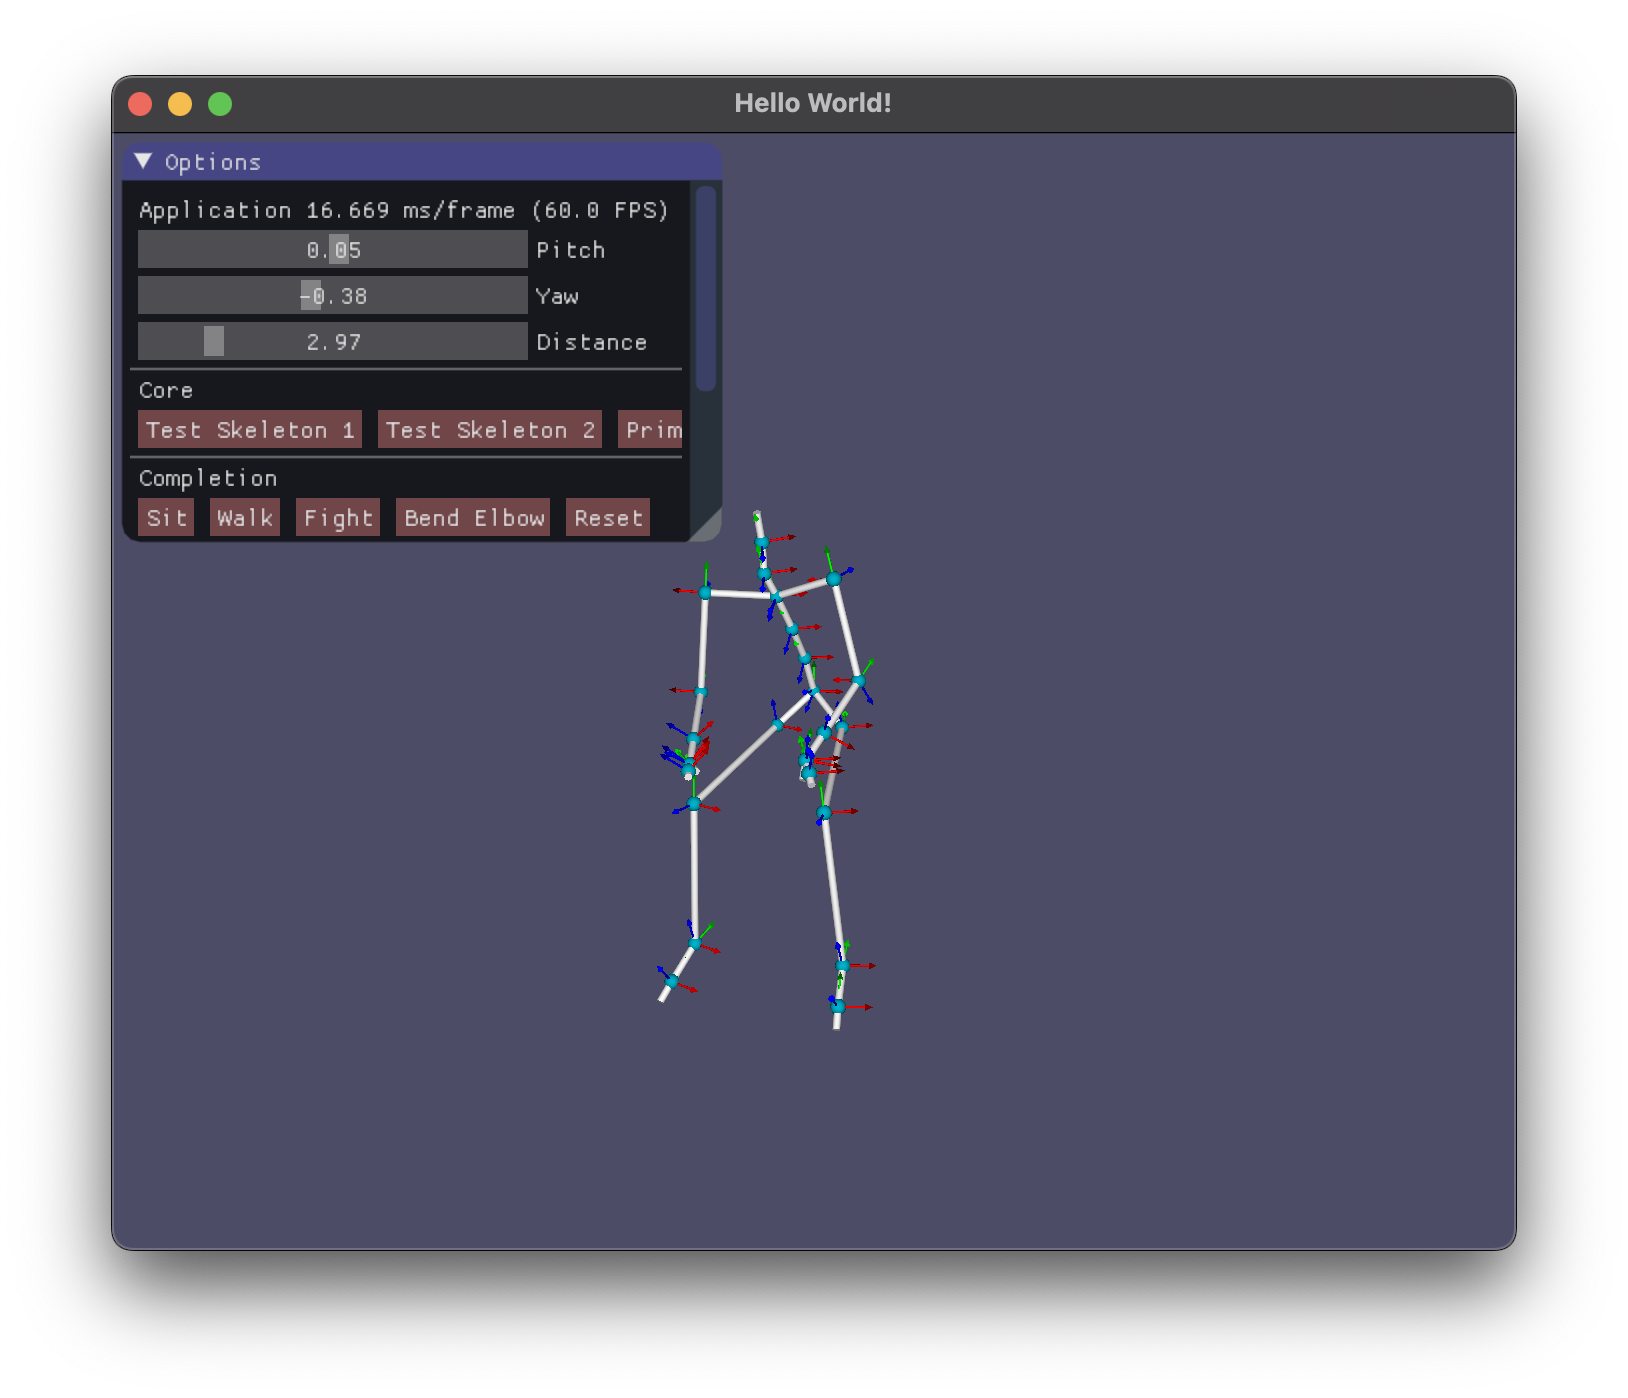 Hello World!
Options
Application 16.669 ms/frame (60.0 FPS)
0.05 Pitch
-0.38 Yaw
2.97 Distance
Core
Test Skeleton 1 Test Skeleton 2 Prim
Completion
Sit Walk Fight Bend Elbow Reset